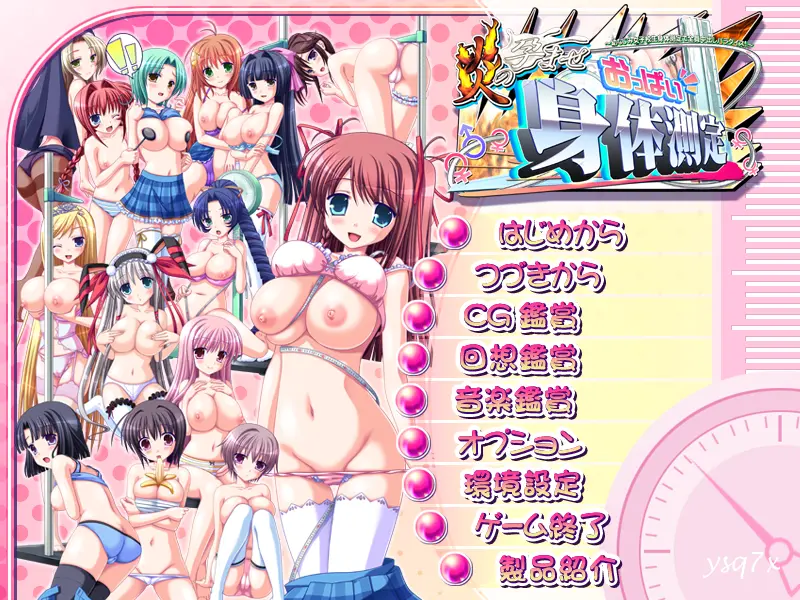 炎の孕ませ
おっぱい
身体測定
はじめから
つづきから
CG鑑賞
回想鑑賞
音楽鑑賞
オプション
環境設定
ゲーム終了
製品紹介
ysq7x